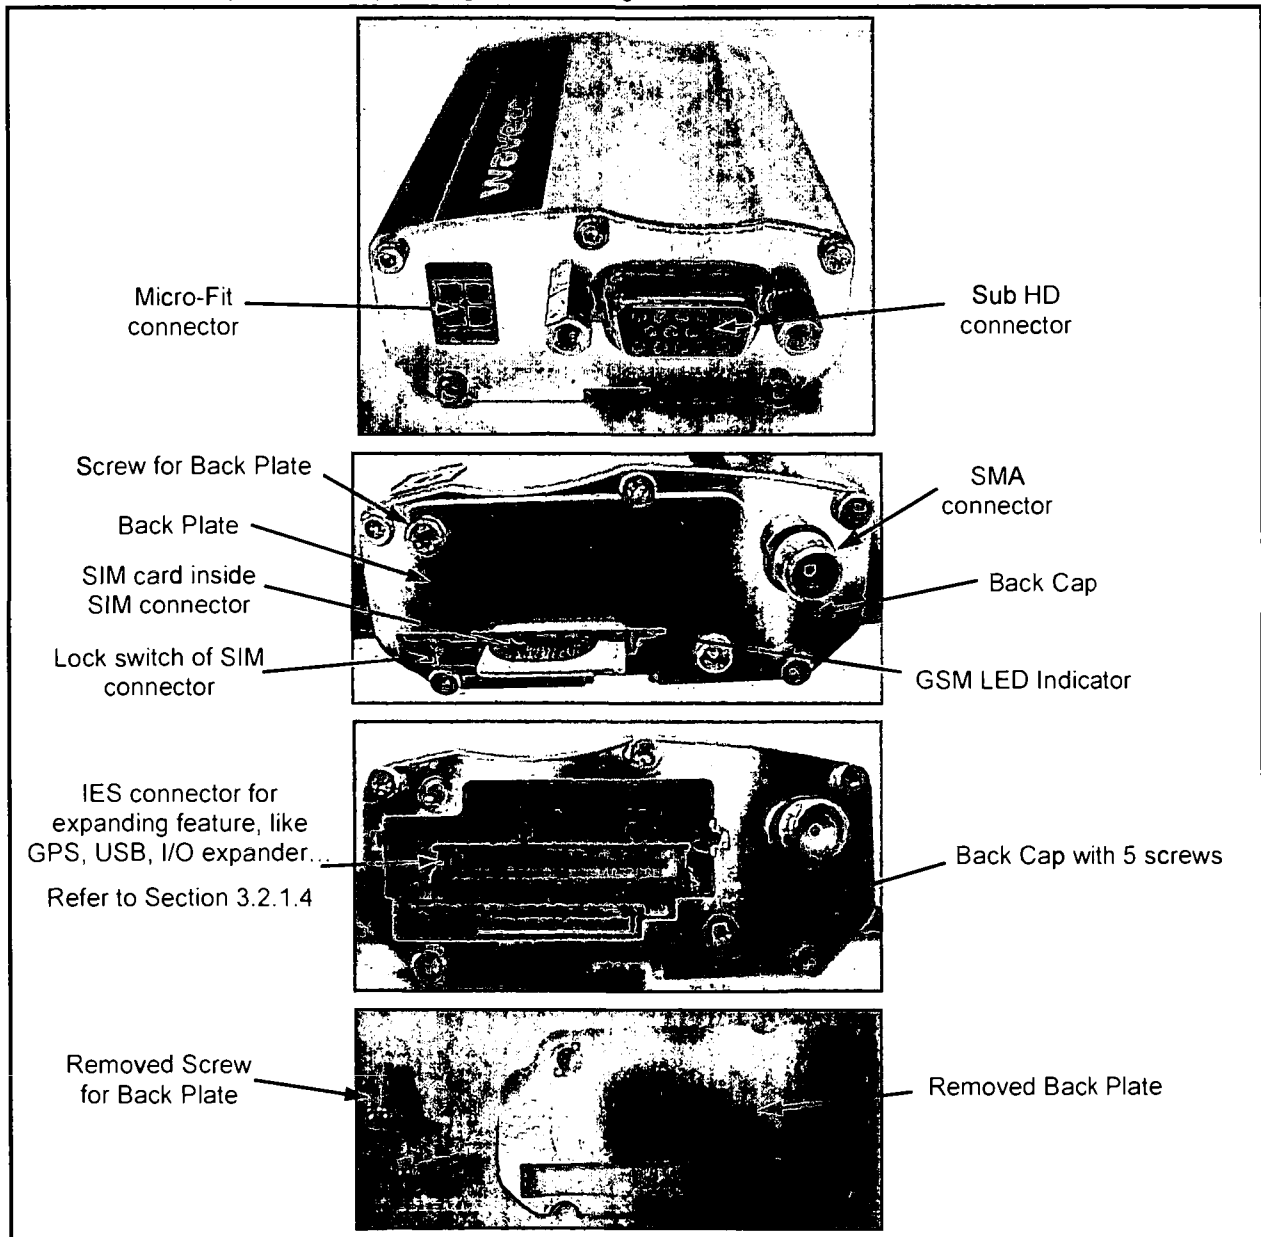 waved
Micro-Fit
connector
Sub HD
connector
Screw for Back Plate
Back Plate
SIM card inside
SIM connector
Lock switch of SIM
connector
SMA
connector
Back Cap
GSM LED Indicator
IES connector for
expanding feature, like
GPS, USB, I/O expander...
Refer to Section 3.2.1.4
Back Cap with 5 screws
Removed Screw
for Back Plate
Removed Back Plate